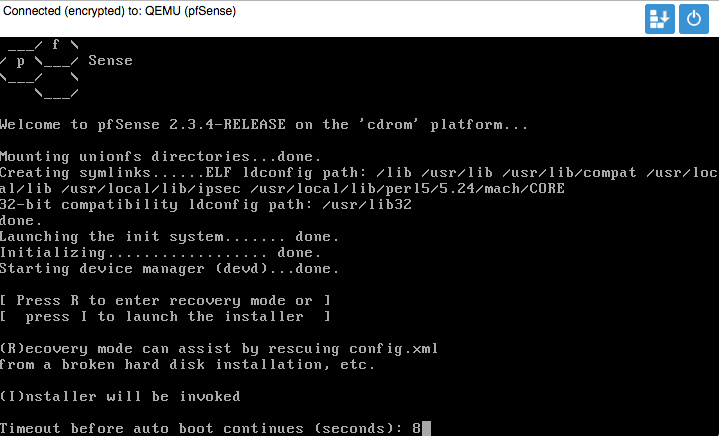 Connected (encrypted) to: QEMU (pfSense)
 ___/ f \
/ p \___/ Sense
\___/   \
    \___/
Welcome to pfSense 2.3.4-RELEASE on the 'cdrom' platform...
Mounting unionfs directories...done.
Creating symlinks......ELF ldconfig path: /lib /usr/lib /usr/lib/compat /usr/loc
al/lib /usr/local/lib/ipsec /usr/local/lib/perl5/5.24/mach/CORE
32-bit compatibility ldconfig path: /usr/lib32
done.
Launching the init system....... done.
Initializing.................. done.
Starting device manager (devd)...done.
[ Press R to enter recovery mode or ]
[  press I to launch the installer  ]
(R)ecovery mode can assist by rescuing config.xml
from a broken hard disk installation, etc.
(I)nstaller will be invoked
Timeout before auto boot continues (seconds): 8